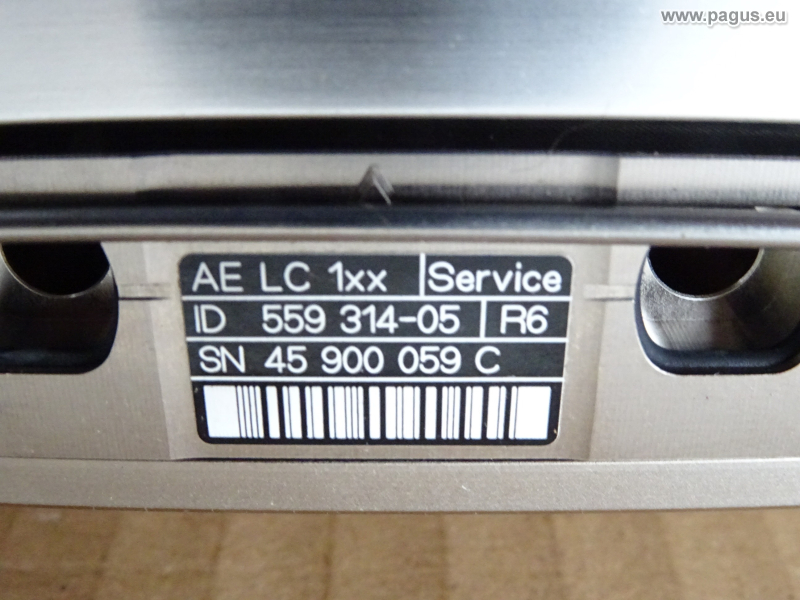 www.pagus.eu
AE LC 1xx Service
ID 559 314-05 R6
SN 45 900 059 C